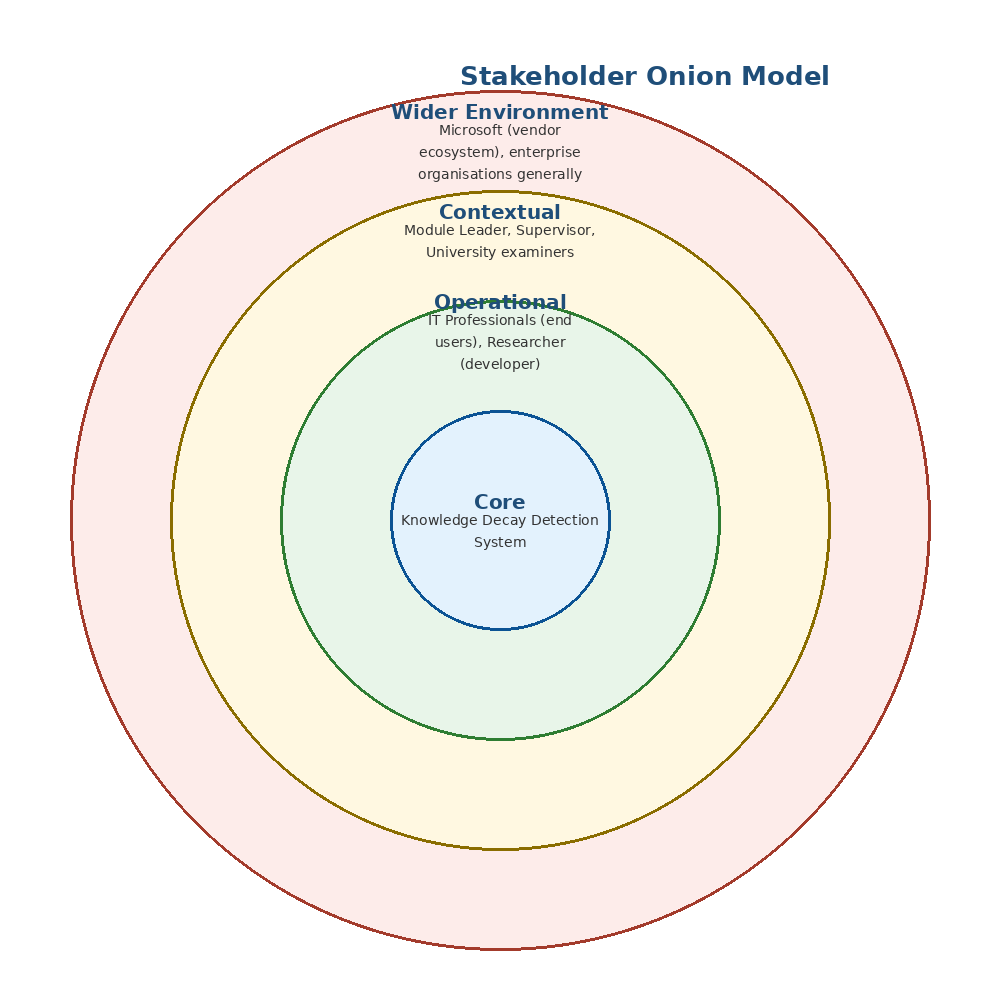 Stakeholder Onion Model
Wider Environment
Microsoft (vendor
ecosystem), enterprise
organisations generally
Contextual
Module Leader, Supervisor,
University examiners
Operational
IT Professionals (end
users), Researcher
(developer)
Core
Knowledge Decay Detection
System